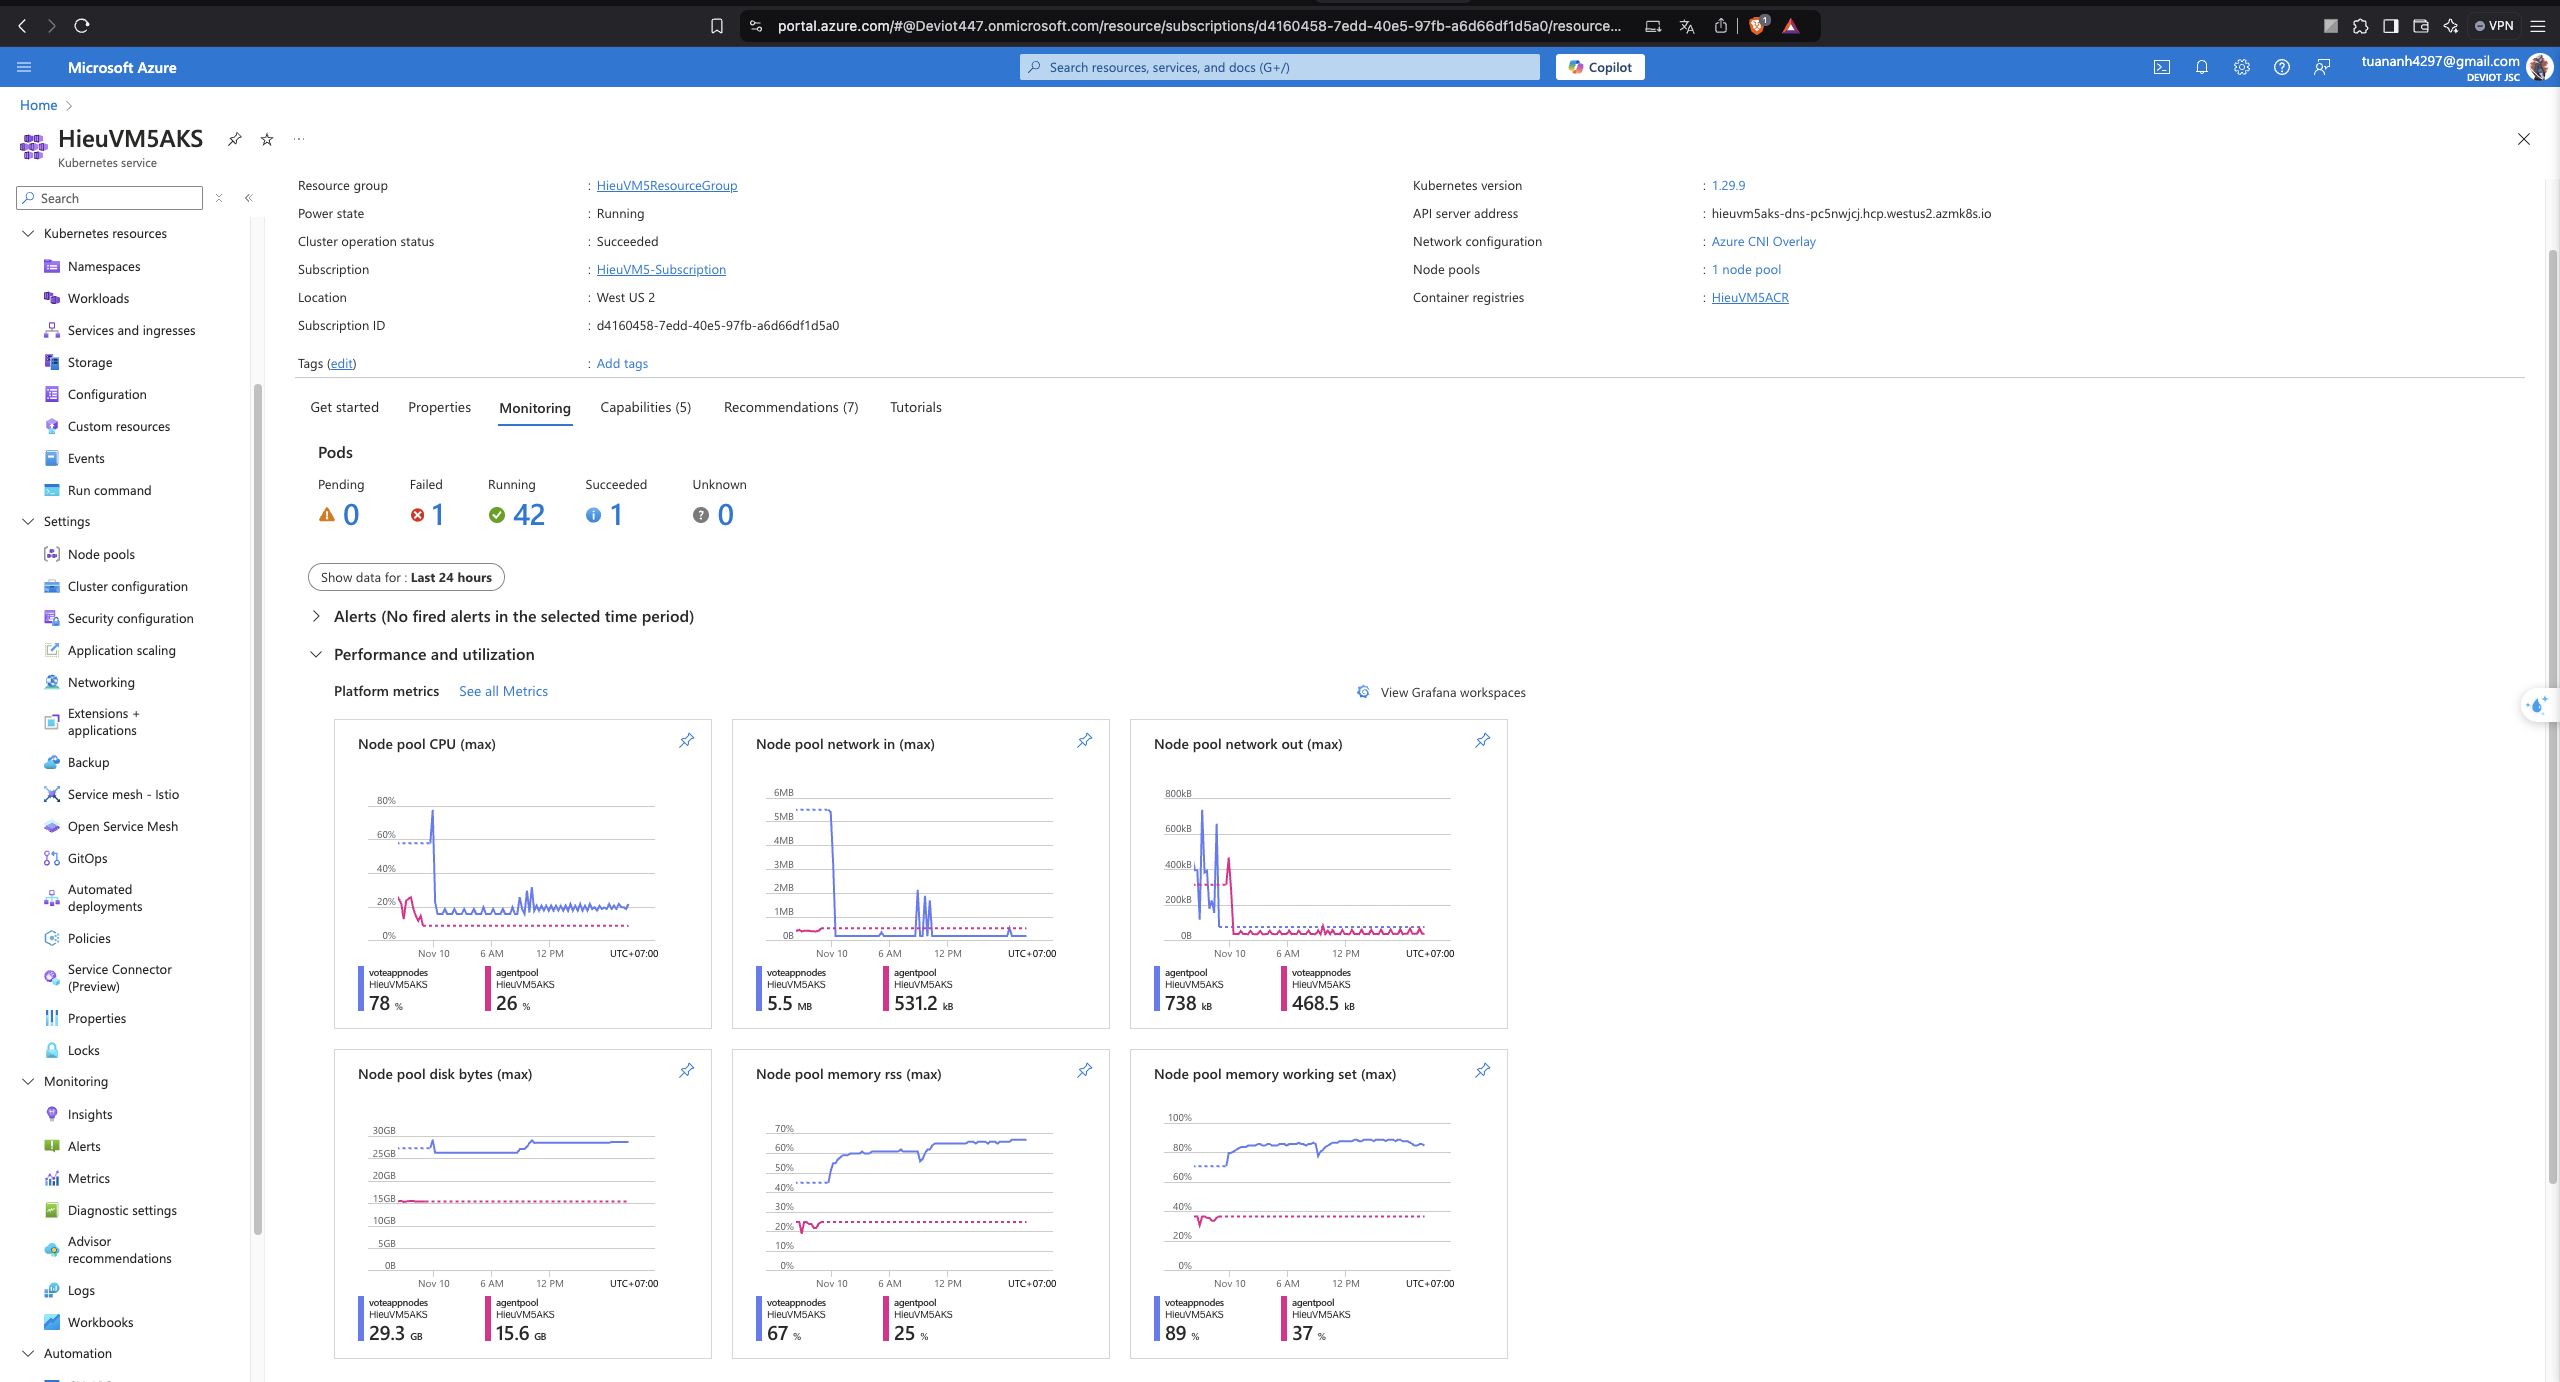 portal.azure.com/#@Deviot447.onmicrosoft.com/resource/subscriptions/d4160458-7edd-40e5-97fb-a6d66df1d5a0/resource...
1
VPN
Microsoft Azure
Search resources, services, and docs (G+/)
Copilot
tuananh4297@gmail.com
DEVIOT JSC
Home
HieuVM5AKS
Kubernetes service
Search
Kubernetes resources
Namespaces
Workloads
Services and ingresses
Storage
Configuration
Custom resources
Events
Run command
Settings
Node pools
Cluster configuration
Security configuration
Application scaling
Networking
Extensions +
applications
Backup
Service mesh - Istio
Open Service Mesh
GitOps
Automated
deployments
Policies
Service Connector
(Preview)
Properties
Locks
Monitoring
Insights
Alerts
Metrics
Diagnostic settings
Advisor
recommendations
Logs
Workbooks
Automation
Resource group : HieuVM5ResourceGroup
Power state : Running
Cluster operation status : Succeeded
Subscription : HieuVM5-Subscription
Location : West US 2
Subscription ID : d4160458-7edd-40e5-97fb-a6d66df1d5a0
Tags (edit) : Add tags
Kubernetes version : 1.29.9
API server address : hieuvm5aks-dns-pc5nwjcj.hcp.westus2.azmk8s.io
Network configuration : Azure CNI Overlay
Node pools : 1 node pool
Container registries : HieuVM5ACR
Get started Properties Monitoring Capabilities (5) Recommendations (7) Tutorials
Pods
Pending Failed Running Succeeded Unknown
0 1 42 1 0
Show data for : Last 24 hours
Alerts (No fired alerts in the selected time period)
Performance and utilization
Platform metrics See all Metrics
View Grafana workspaces
Node pool CPU (max)
80%
60%
40%
20%
0%
Nov 10 6 AM 12 PM UTC+07:00
voteappnodes agentpool
HieuVM5AKS HieuVM5AKS
78 % 26 %
Node pool network in (max)
6MB
5MB
4MB
3MB
2MB
1MB
0B
Nov 10 6 AM 12 PM UTC+07:00
voteappnodes agentpool
HieuVM5AKS HieuVM5AKS
5.5 MB 531.2 kB
Node pool network out (max)
800kB
600kB
400kB
200kB
0B
Nov 10 6 AM 12 PM UTC+07:00
agentpool voteappnodes
HieuVM5AKS HieuVM5AKS
738 kB 468.5 kB
Node pool disk bytes (max)
30GB
25GB
20GB
15GB
10GB
5GB
0B
Nov 10 6 AM 12 PM UTC+07:00
voteappnodes agentpool
HieuVM5AKS HieuVM5AKS
29.3 GB 15.6 GB
Node pool memory rss (max)
70%
60%
50%
40%
30%
20%
10%
0%
Nov 10 6 AM 12 PM UTC+07:00
voteappnodes agentpool
HieuVM5AKS HieuVM5AKS
67 % 25 %
Node pool memory working set (max)
100%
80%
60%
40%
20%
0%
Nov 10 6 AM 12 PM UTC+07:00
voteappnodes agentpool
HieuVM5AKS HieuVM5AKS
89 % 37 %